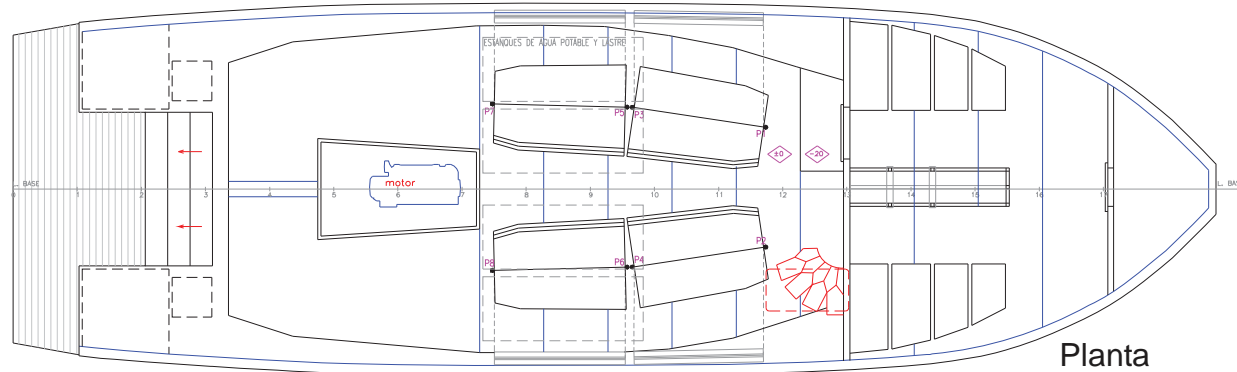 ESTANQUES DE AGUA POTABLE Y LASTRE
P7
P5
P3
P1
±0
-20
motor
L BASE
0
1
2
3
4
5
6
7
8
9
10
11
12
13
14
15
16
L BASE
P8
P6
P4
P2
Planta